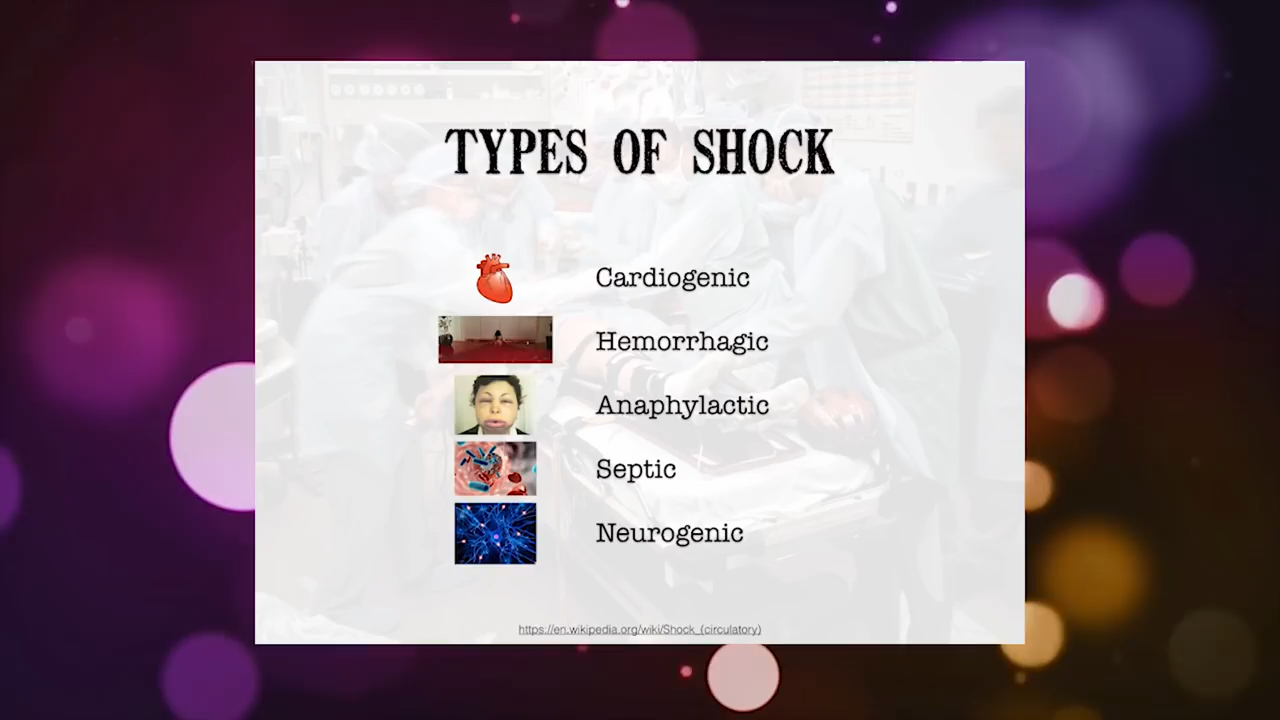 TYPES OF SHOCK
Cardiogenic
Hemorrhagic
Anaphylactic
Septic
Neurogenic
https://en.wikipedia.org/wiki/Shock_(circulatory)